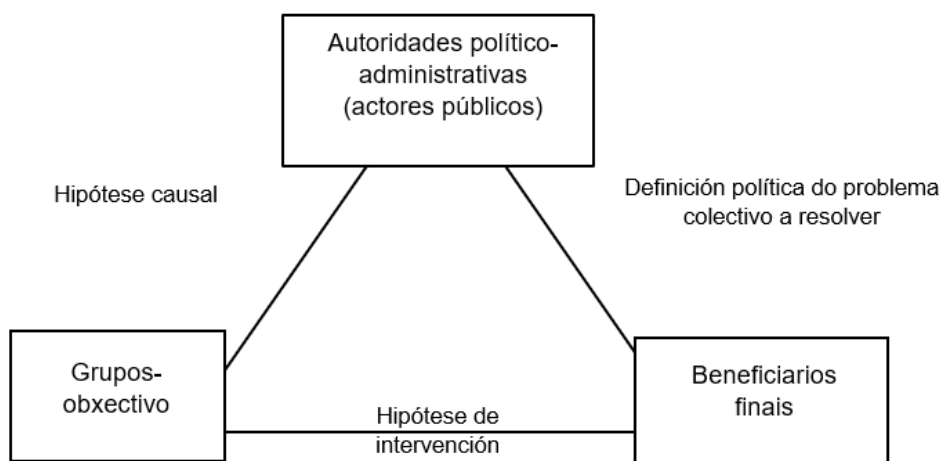 Autoridades político-
administrativas
(actores públicos)
Hipótese causal
Definición política do problema
colectivo a resolver
Grupos-
obxectivo
Hipótese de
intervención
Beneficiarios
finais